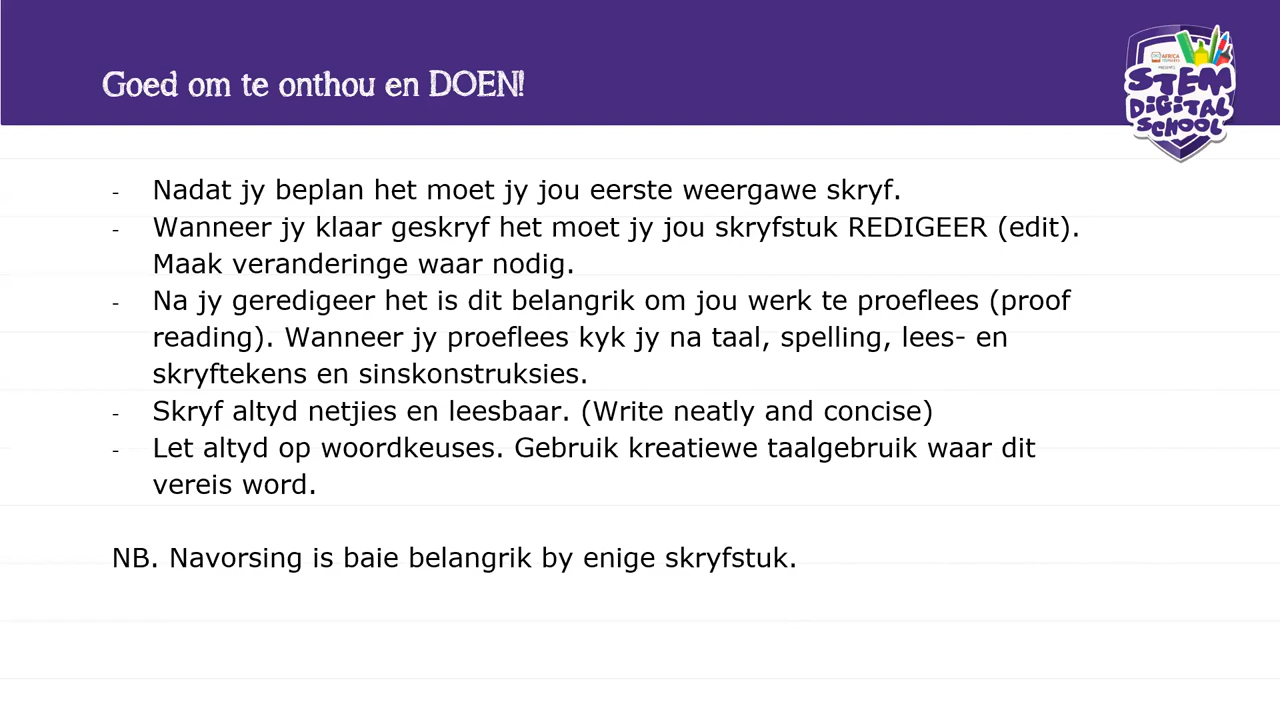 Goed om te onthou en DOEN!
AFRICA
PRESENTS
STEM
DIGITAL
SCHOOL
- Nadat jy beplan het moet jy jou eerste weergawe skryf.
- Wanneer jy klaar geskryf het moet jy jou skryfstuk REDIGEER (edit).
Maak veranderinge waar nodig.
- Na jy geredigeer het is dit belangrik om jou werk te proeflees (proof
reading). Wanneer jy proeflees kyk jy na taal, spelling, lees- en
skryftekens en sinskonstruksies.
- Skryf altyd netjies en leesbaar. (Write neatly and concise)
- Let altyd op woordkeuses. Gebruik kreatiewe taalgebruik waar dit
vereis word.
NB. Navorsing is baie belangrik by enige skryfstuk.